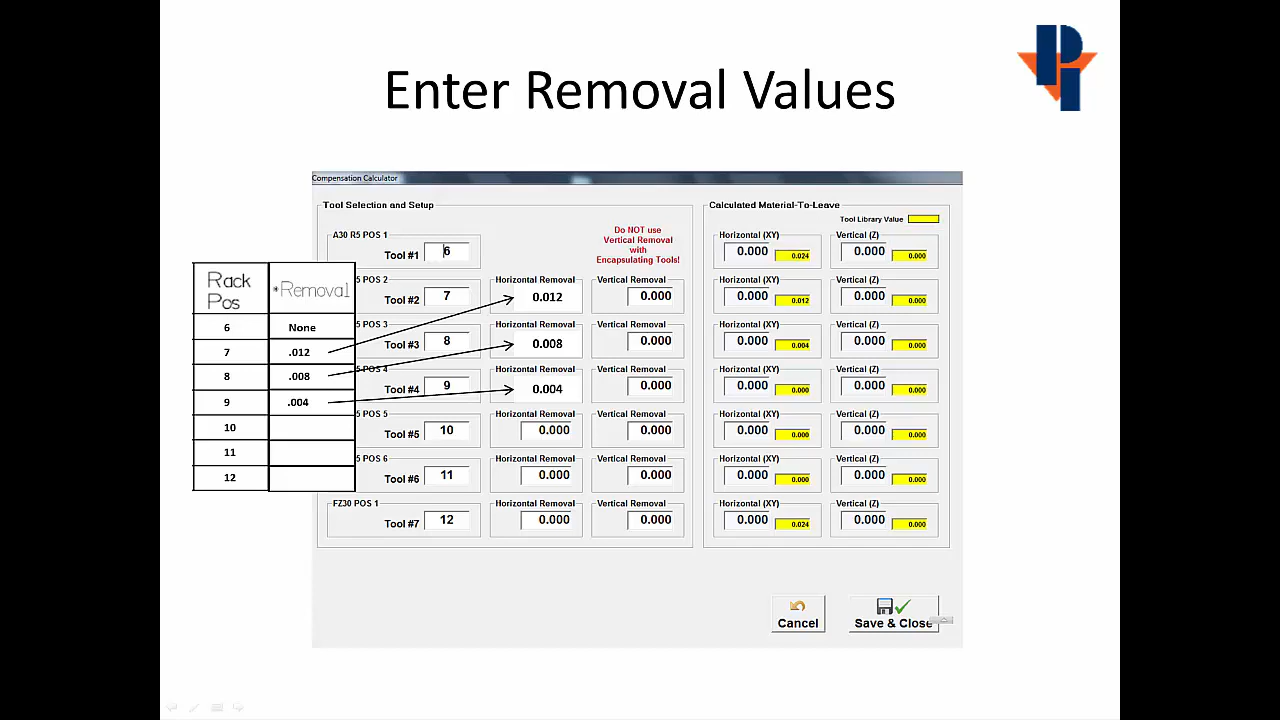 Enter Removal Values
Compensation Calculator
Tool Selection and Setup
A30 R5 POS 1
Tool #1 6
Do NOT use
Vertical Removal
with
Encapsulating Tools!
5 POS 2
Tool #2 7
Horizontal Removal
0.012
Vertical Removal
0.000
5 POS 3
Tool #3 8
Horizontal Removal
0.008
Vertical Removal
0.000
5 POS 4
Tool #4 9
Horizontal Removal
0.004
Vertical Removal
0.000
5 POS 5
Tool #5 10
Horizontal Removal
0.000
Vertical Removal
0.000
5 POS 6
Tool #6 11
Horizontal Removal
0.000
Vertical Removal
0.000
FZ30 POS 1
Tool #7 12
Horizontal Removal
0.000
Vertical Removal
0.000
Rack
Pos
*Removal
6 None
7 .012
8 .008
9 .004
10
11
12
Calculated Material-To-Leave
Tool Library Value
Horizontal (XY) Vertical (Z)
0.000 0.024 0.000 0.000
Horizontal (XY) Vertical (Z)
0.000 0.012 0.000 0.000
Horizontal (XY) Vertical (Z)
0.000 0.004 0.000 0.000
Horizontal (XY) Vertical (Z)
0.000 0.000 0.000 0.000
Horizontal (XY) Vertical (Z)
0.000 0.000 0.000 0.000
Horizontal (XY) Vertical (Z)
0.000 0.000 0.000 0.000
Horizontal (XY) Vertical (Z)
0.000 0.024 0.000 0.000
Cancel
Save & Close